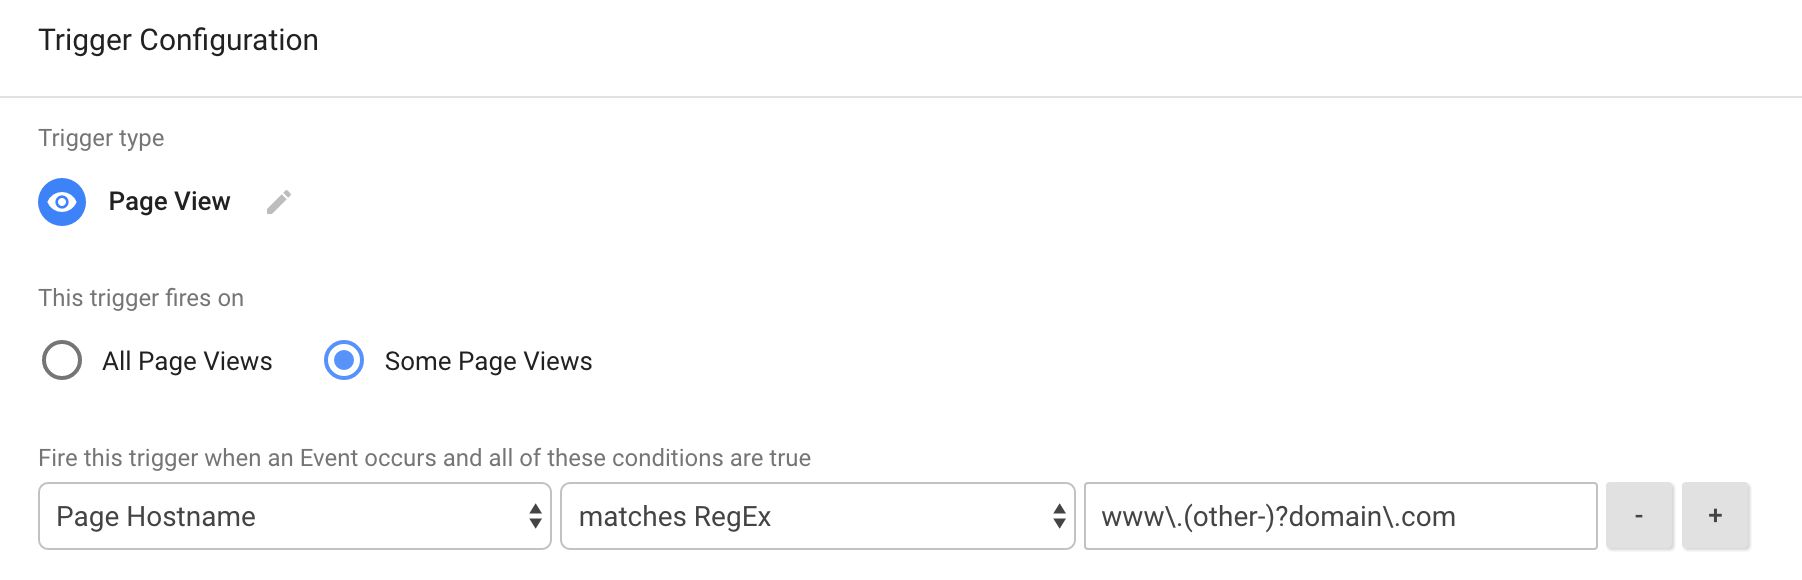 Trigger Configuration
Trigger type
Page View
This trigger fires on
All Page Views Some Page Views
Fire this trigger when an Event occurs and all of these conditions are true
Page Hostname matches RegEx www\.(other-)?domain\.com - +